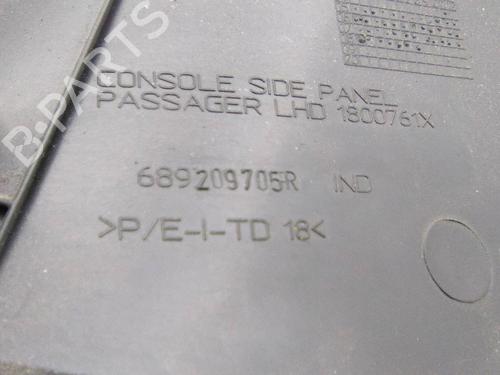 B-PARTS
CONSOLE SIDE PANEL
PASSAGER LHD 1800761X
689209705R IND
>P/E-I-TD 18<